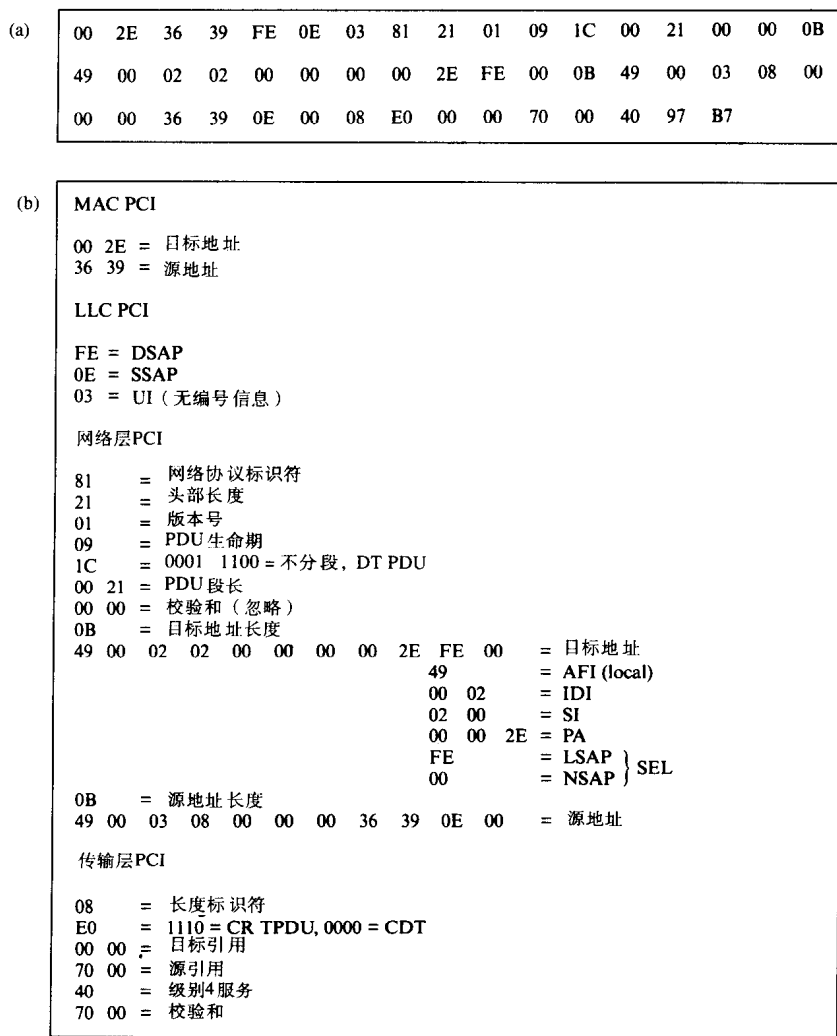 (a)
00 2E 36 39 FE 0E 03 81 21 01 09 1C 00 21 00 00 0B
49 00 02 02 00 00 00 00 2E FE 00 0B 49 00 03 08 00
00 00 36 39 0E 00 08 E0 00 00 70 00 40 97 B7
(b)
MAC PCI
00 2E = 目标地址
36 39 = 源地址
LLC PCI
FE = DSAP
0E = SSAP
03 = UI（无编号信息）
网络层PCI
81 = 网络协议标识符
21 = 头部长度
01 = 版本号
09 = PDU生命期
1C = 0001 1100 = 不分段, DT PDU
00 21 = PDU段长
00 00 = 校验和（忽略）
0B = 目标地址长度
49 00 02 02 00 00 00 00 2E FE 00 = 目标地址
49 = AFI (local)
00 02 = IDI
02 00 = SI
00 00 2E = PA
FE = LSAP
00 = NSAP } SEL
0B = 源地址长度
49 00 03 08 00 00 00 36 39 0E 00 = 源地址
传输层PCI
08 = 长度标识符
E0 = 1110 = CR TPDU, 0000 = CDT
00 00 = 目标引用
70 00 = 源引用
40 = 级别4服务
70 00 = 校验和